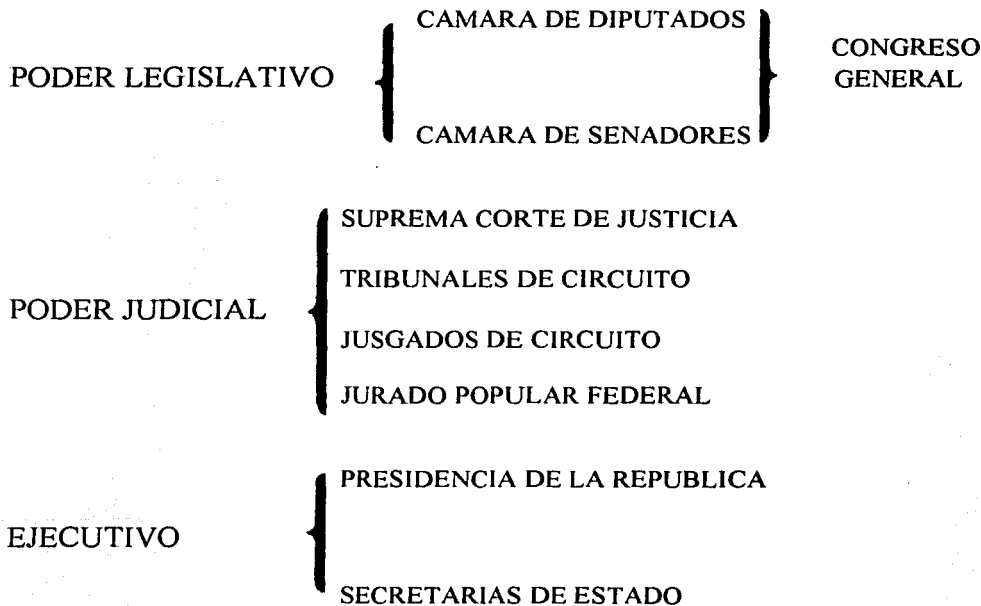 PODER LEGISLATIVO
CAMARA DE DIPUTADOS
CAMARA DE SENADORES
CONGRESO
GENERAL
PODER JUDICIAL
SUPREMA CORTE DE JUSTICIA
TRIBUNALES DE CIRCUITO
JUSGADOS DE CIRCUITO
JURADO POPULAR FEDERAL
EJECUTIVO
PRESIDENCIA DE LA REPUBLICA
SECRETARIAS DE ESTADO